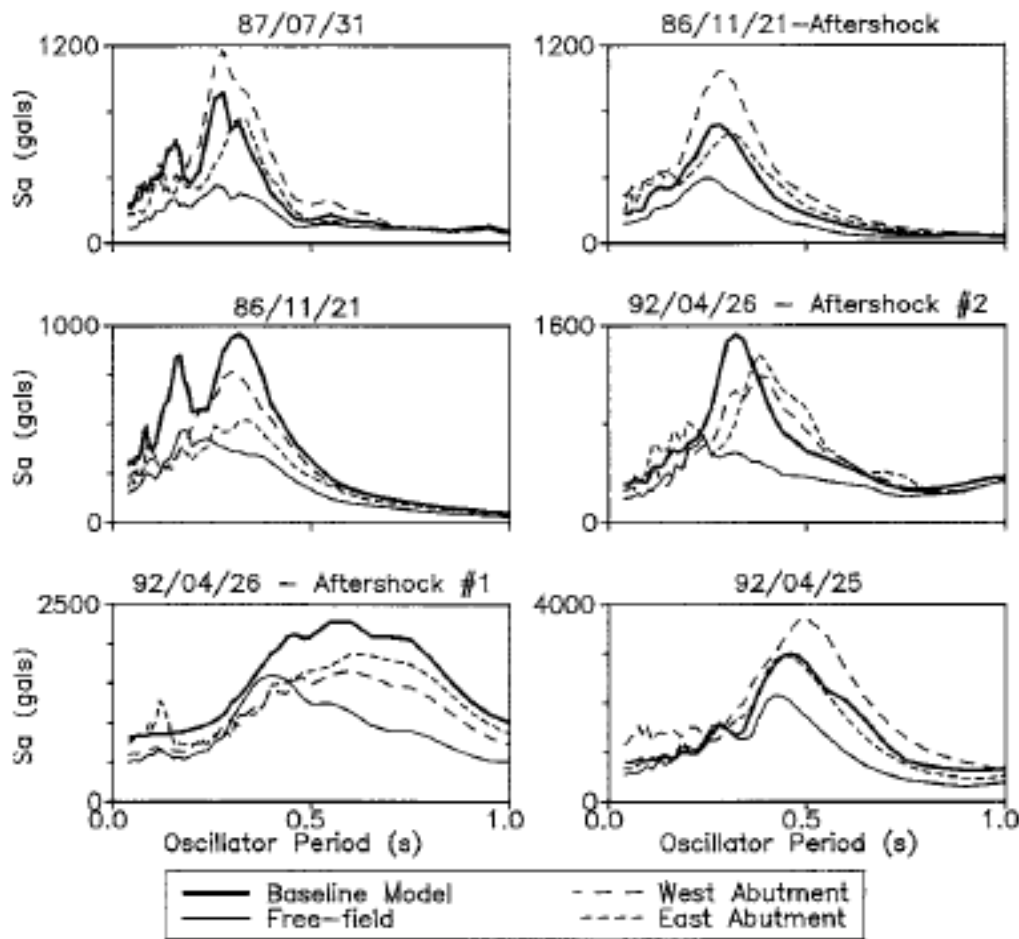 87/07/31
86/11/21-Aftershock
1200
1200
Sa (gals)
0
0
86/11/21
92/04/26 - Aftershock #2
1000
1600
Sa (gals)
0
0
92/04/26 - Aftershock #1
92/04/25
2500
4000
Sa (gals)
0
0
0.0 0.5 1.0
0.0 0.5 1.0
Oscillator Period (s)
Oscillator Period (s)
Baseline Model
West Abutment
Free-field
East Abutment